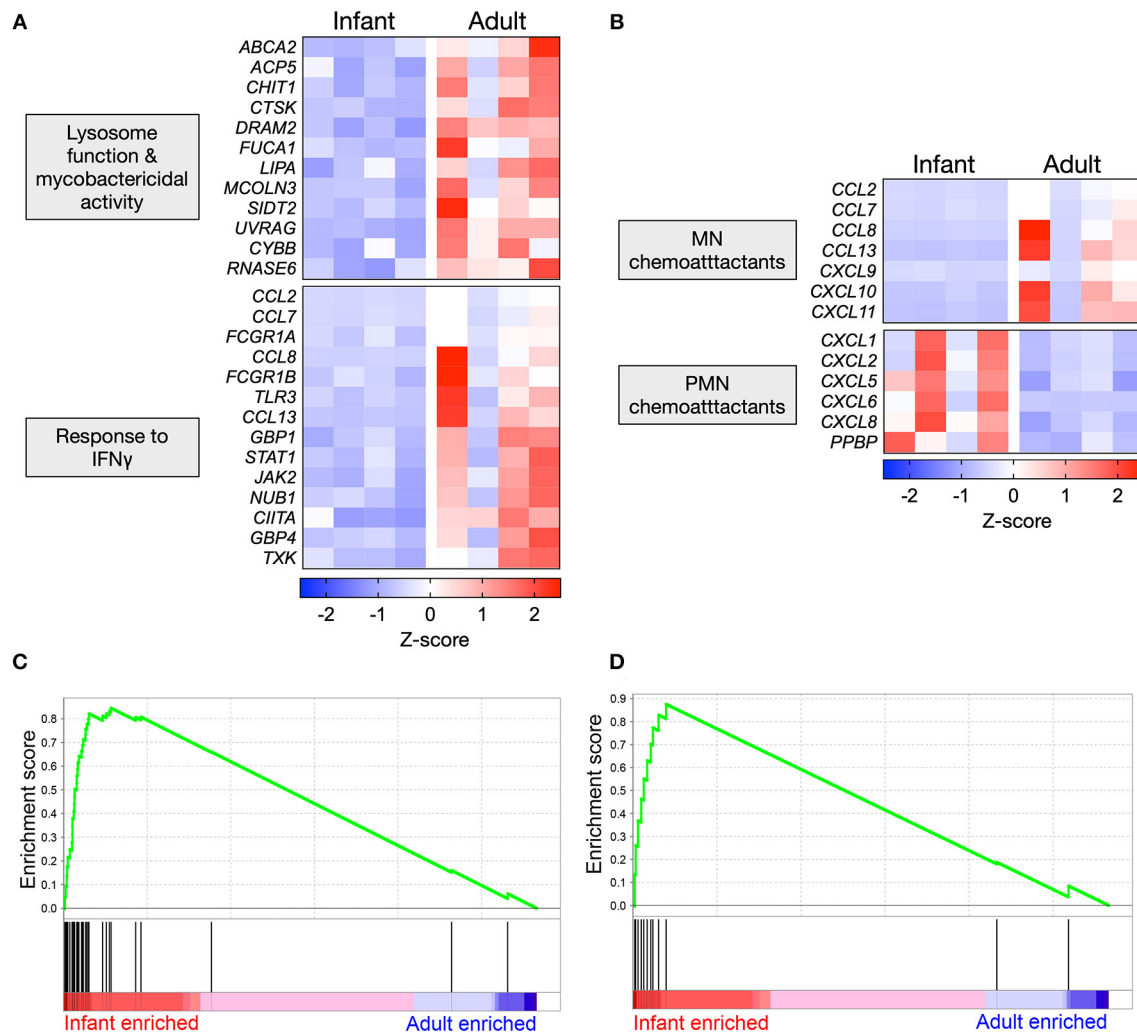 A
Infant Adult
Lysosome
function &
mycobactericidal
activity
ABCA2
ACP5
CHIT1
CTSK
DRAM2
FUCA1
LIPA
MCOLN3
SIDT2
UVRAG
CYBB
RNASE6
Response to
IFNγ
CCL2
CCL7
FCGR1A
CCL8
FCGR1B
TLR3
CCL13
GBP1
STAT1
JAK2
NUB1
CIITA
GBP4
TXK
-2 -1 0 1 2
Z-score
B
Infant Adult
MN
chemoatttactants
CCL2
CCL7
CCL8
CCL13
CXCL9
CXCL10
CXCL11
PMN
chemoatttactants
CXCL1
CXCL2
CXCL5
CXCL6
CXCL8
PPBP
-2 -1 0 1 2
Z-score
C
Enrichment score
0.8
0.7
0.6
0.5
0.4
0.3
0.2
0.1
0.0
Infant enriched Adult enriched
D
Enrichment score
0.9
0.8
0.7
0.6
0.5
0.4
0.3
0.2
0.1
0.0
Infant enriched Adult enriched